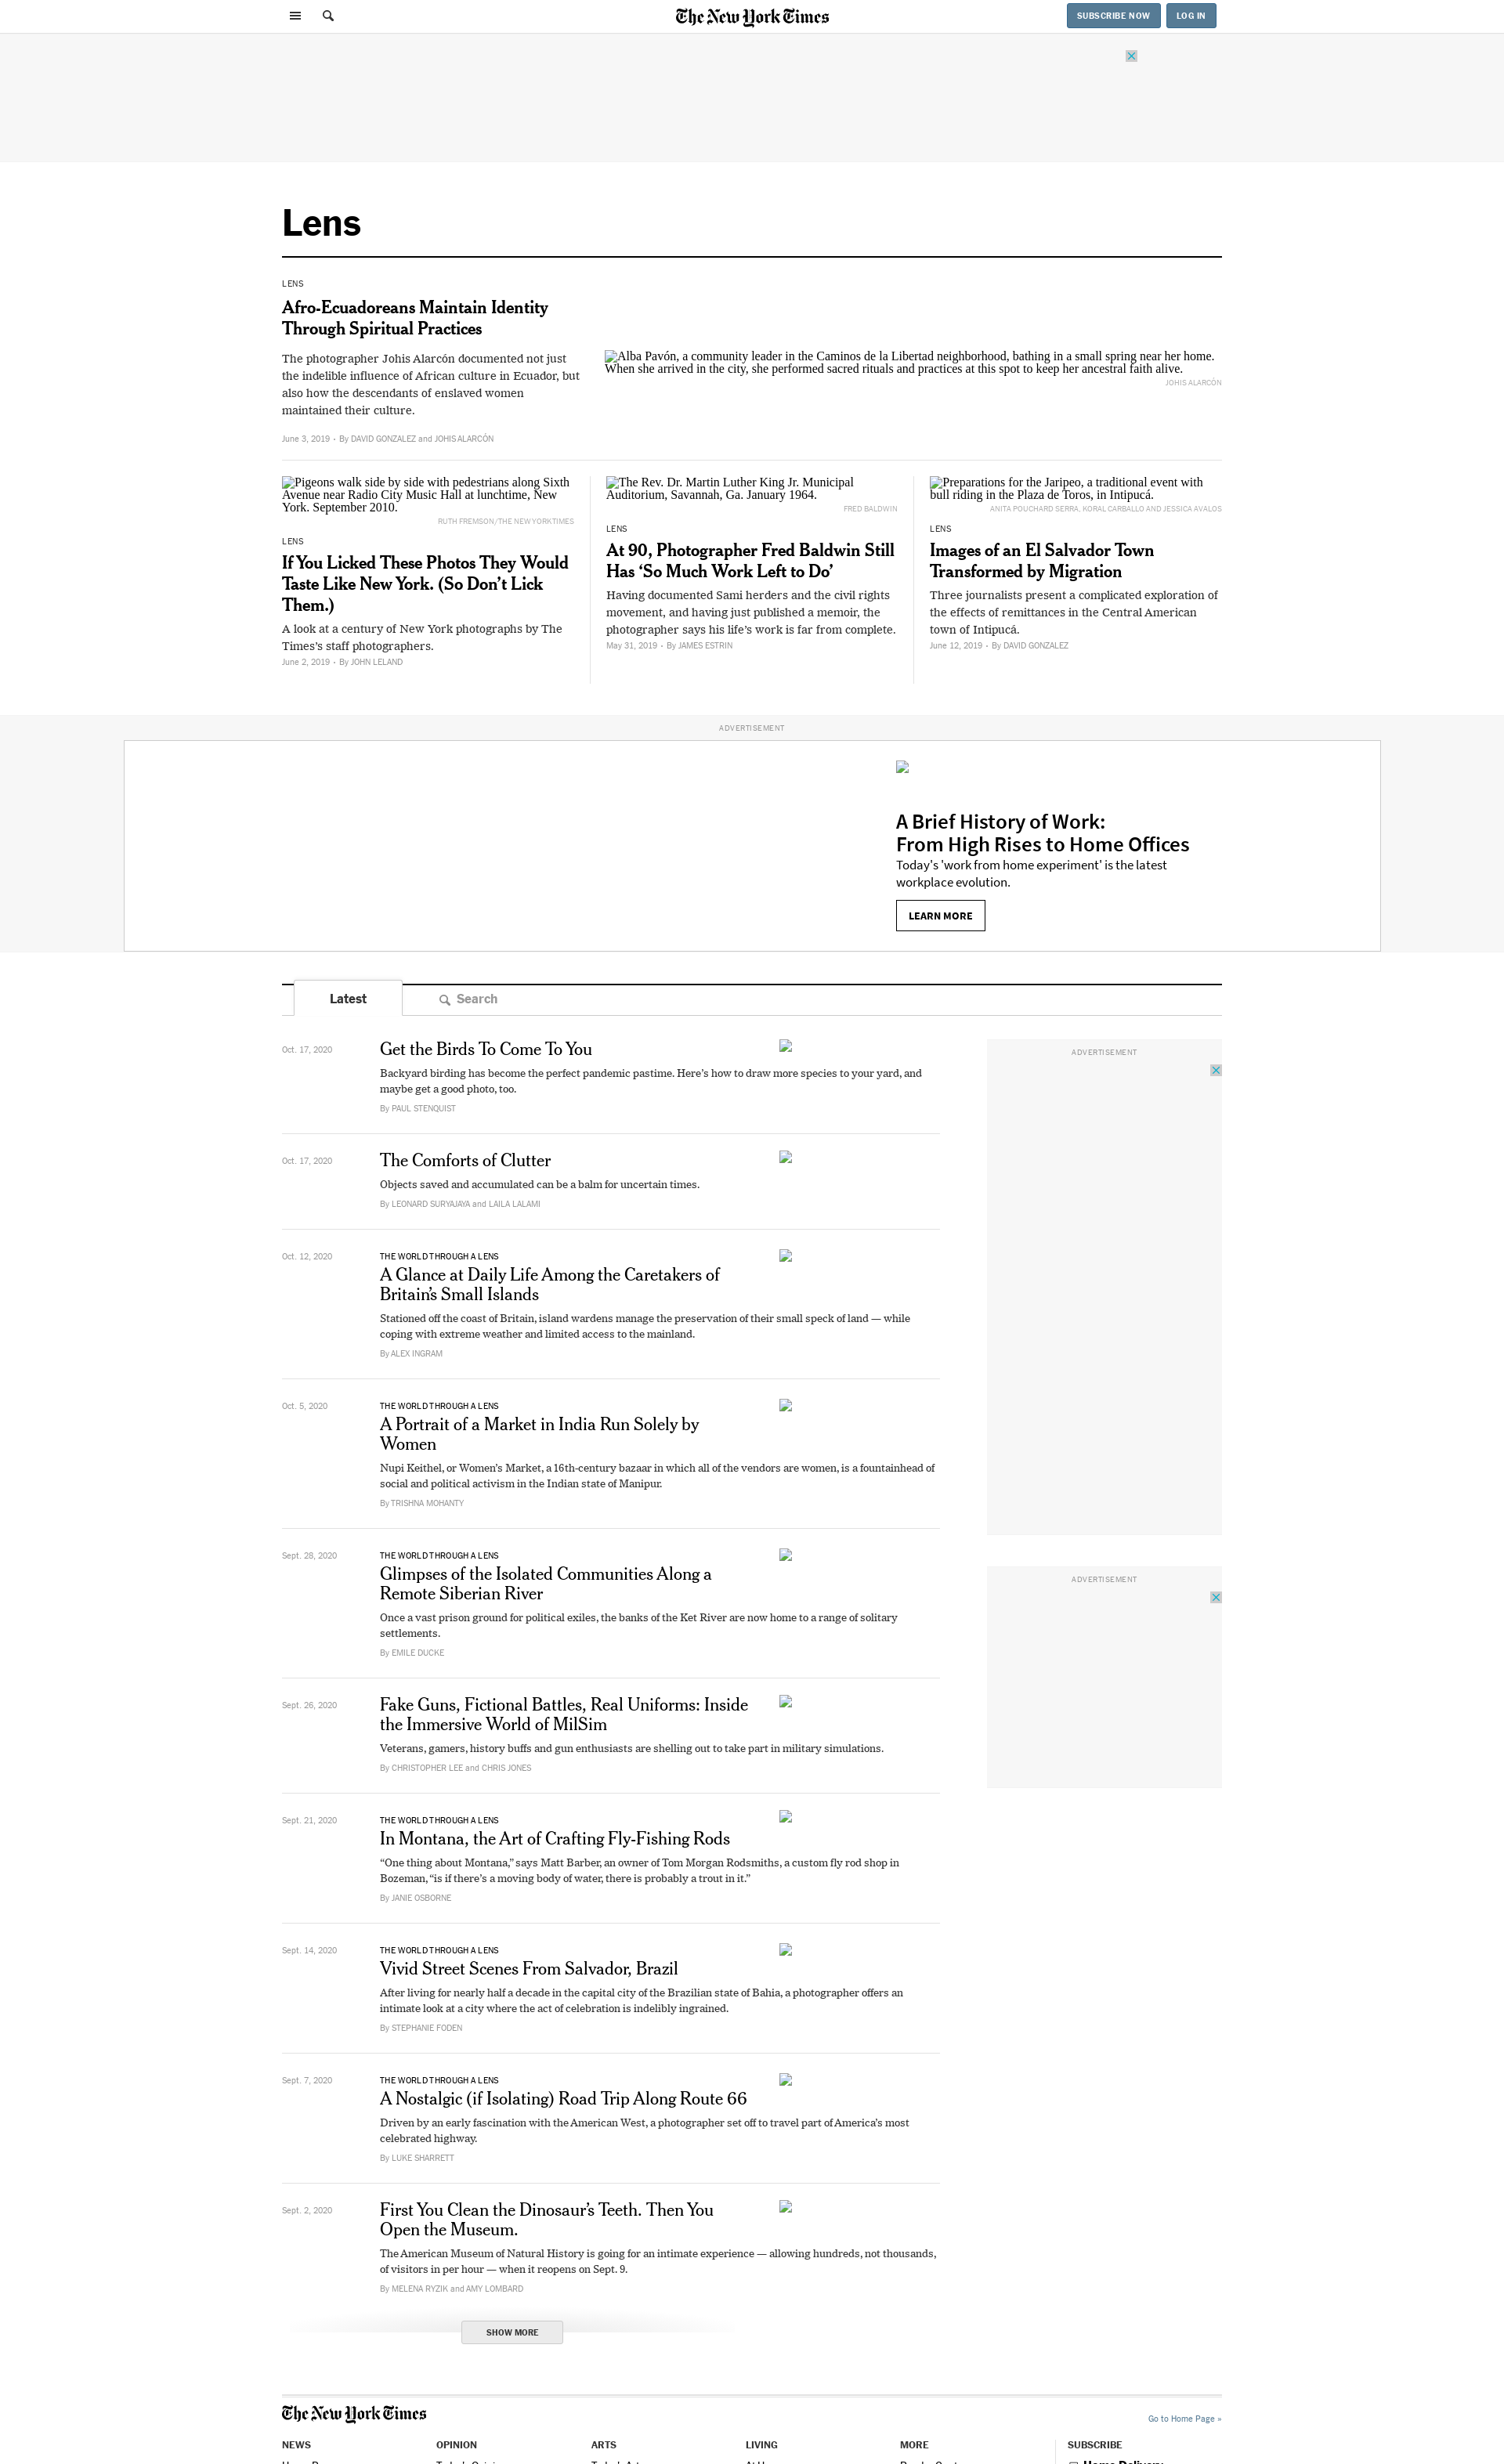 The New York Times
SUBSCRIBE NOW
LOG IN
Lens
LENS
Afro-Ecuadoreans Maintain Identity
Through Spiritual Practices
The photographer Johis Alarcón documented not just
the indelible influence of African culture in Ecuador, but
also how the descendants of enslaved women
maintained their culture.
June 3, 2019 • By DAVID GONZALEZ and JOHIS ALARCÓN
Alba Pavón, a community leader in the Caminos de la Libertad neighborhood, bathing in a small spring near her home.
When she arrived in the city, she performed sacred rituals and practices at this spot to keep her ancestral faith alive.
JOHIS ALARCÓN
Pigeons walk side by side with pedestrians along Sixth
Avenue near Radio City Music Hall at lunchtime, New
York. September 2010.
RUTH FREMSON/THE NEW YORK TIMES
LENS
If You Licked These Photos They Would
Taste Like New York. (So Don’t Lick
Them.)
A look at a century of New York photographs by The
Times’s staff photographers.
June 2, 2019 • By JOHN LELAND
The Rev. Dr. Martin Luther King Jr. Municipal
Auditorium, Savannah, Ga. January 1964.
FRED BALDWIN
LENS
At 90, Photographer Fred Baldwin Still
Has ‘So Much Work Left to Do’
Having documented Sami herders and the civil rights
movement, and having just published a memoir, the
photographer says his life’s work is far from complete.
May 31, 2019 • By JAMES ESTRIN
Preparations for the Jaripeo, a traditional event with
bull riding in the Plaza de Toros, in Intipucá.
ANITA POUCHARD SERRA, KORAL CARBALLO AND JESSICA AVALOS
LENS
Images of an El Salvador Town
Transformed by Migration
Three journalists present a complicated exploration of
the effects of remittances in the Central American
town of Intipucá.
June 12, 2019 • By DAVID GONZALEZ
ADVERTISEMENT
A Brief History of Work:
From High Rises to Home Offices
Today's 'work from home experiment' is the latest
workplace evolution.
LEARN MORE
Latest
Search
Oct. 17, 2020
Get the Birds To Come To You
Backyard birding has become the perfect pandemic pastime. Here’s how to draw more species to your yard, and
maybe get a good photo, too.
By PAUL STENQUIST
ADVERTISEMENT
Oct. 17, 2020
The Comforts of Clutter
Objects saved and accumulated can be a balm for uncertain times.
By LEONARD SURYAJAYA and LAILA LALAMI
Oct. 12, 2020
THE WORLD THROUGH A LENS
A Glance at Daily Life Among the Caretakers of
Britain’s Small Islands
Stationed off the coast of Britain, island wardens manage the preservation of their small speck of land — while
coping with extreme weather and limited access to the mainland.
By ALEX INGRAM
Oct. 5, 2020
THE WORLD THROUGH A LENS
A Portrait of a Market in India Run Solely by
Women
Nupi Keithel, or Women’s Market, a 16th-century bazaar in which all of the vendors are women, is a fountainhead of
social and political activism in the Indian state of Manipur.
By TRISHNA MOHANTY
Sept. 28, 2020
THE WORLD THROUGH A LENS
Glimpses of the Isolated Communities Along a
Remote Siberian River
Once a vast prison ground for political exiles, the banks of the Ket River are now home to a range of solitary
settlements.
By EMILE DUCKE
ADVERTISEMENT
Sept. 26, 2020
Fake Guns, Fictional Battles, Real Uniforms: Inside
the Immersive World of MilSim
Veterans, gamers, history buffs and gun enthusiasts are shelling out to take part in military simulations.
By CHRISTOPHER LEE and CHRIS JONES
Sept. 21, 2020
THE WORLD THROUGH A LENS
In Montana, the Art of Crafting Fly-Fishing Rods
“One thing about Montana,” says Matt Barber, an owner of Tom Morgan Rodsmiths, a custom fly rod shop in
Bozeman, “is if there’s a moving body of water, there is probably a trout in it.”
By JANIE OSBORNE
Sept. 14, 2020
THE WORLD THROUGH A LENS
Vivid Street Scenes From Salvador, Brazil
After living for nearly half a decade in the capital city of the Brazilian state of Bahia, a photographer offers an
intimate look at a city where the act of celebration is indelibly ingrained.
By STEPHANIE FODEN
Sept. 7, 2020
THE WORLD THROUGH A LENS
A Nostalgic (if Isolating) Road Trip Along Route 66
Driven by an early fascination with the American West, a photographer set off to travel part of America’s most
celebrated highway.
By LUKE SHARRETT
Sept. 2, 2020
First You Clean the Dinosaur’s Teeth. Then You
Open the Museum.
The American Museum of Natural History is going for an intimate experience — allowing hundreds, not thousands,
of visitors in per hour — when it reopens on Sept. 9.
By MELENA RYZIK and AMY LOMBARD
SHOW MORE
The New York Times
Go to Home Page »
NEWS
OPINION
ARTS
LIVING
MORE
SUBSCRIBE